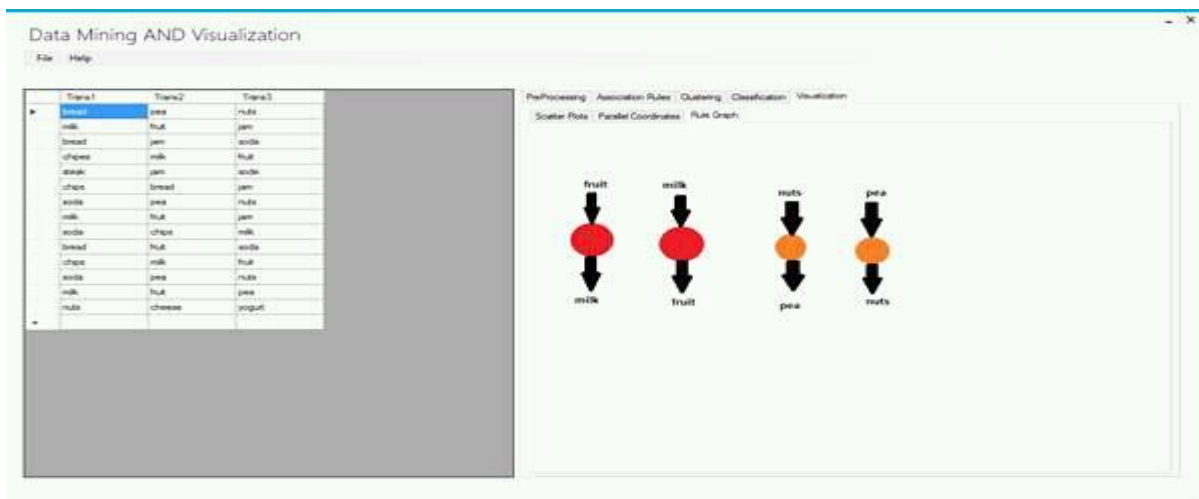 Data Mining AND Visualization
File Help
Trans1 Trans2 Trans3
bread pea nuts
milk fruit jam
bread jam soda
chipes milk fruit
steak jam soda
chips bread jam
soda pea nuts
milk fruit jam
soda chips milk
bread fruit soda
chips milk fruit
soda pea nuts
milk fruit pea
nuts cheese yogurt
PreProcessing Association Rules Clustering Classification Visualization
Scatter Plots Parallel Coordinates Rule Graph
fruit milk nuts pea
milk fruit pea nuts